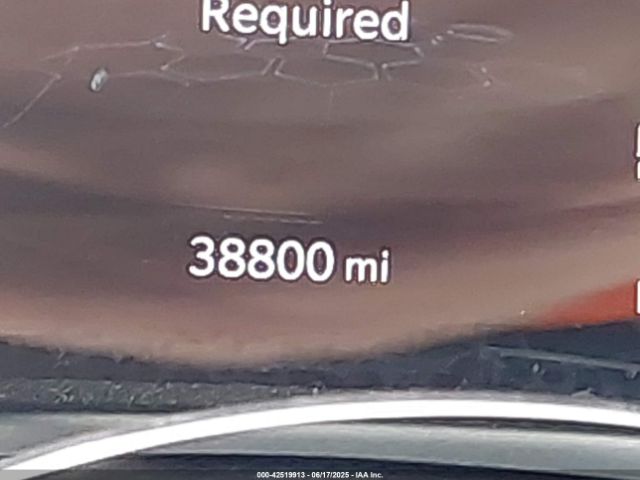 Required
38800 mi
000-42519913 - 06/17/2025 - IAA Inc.